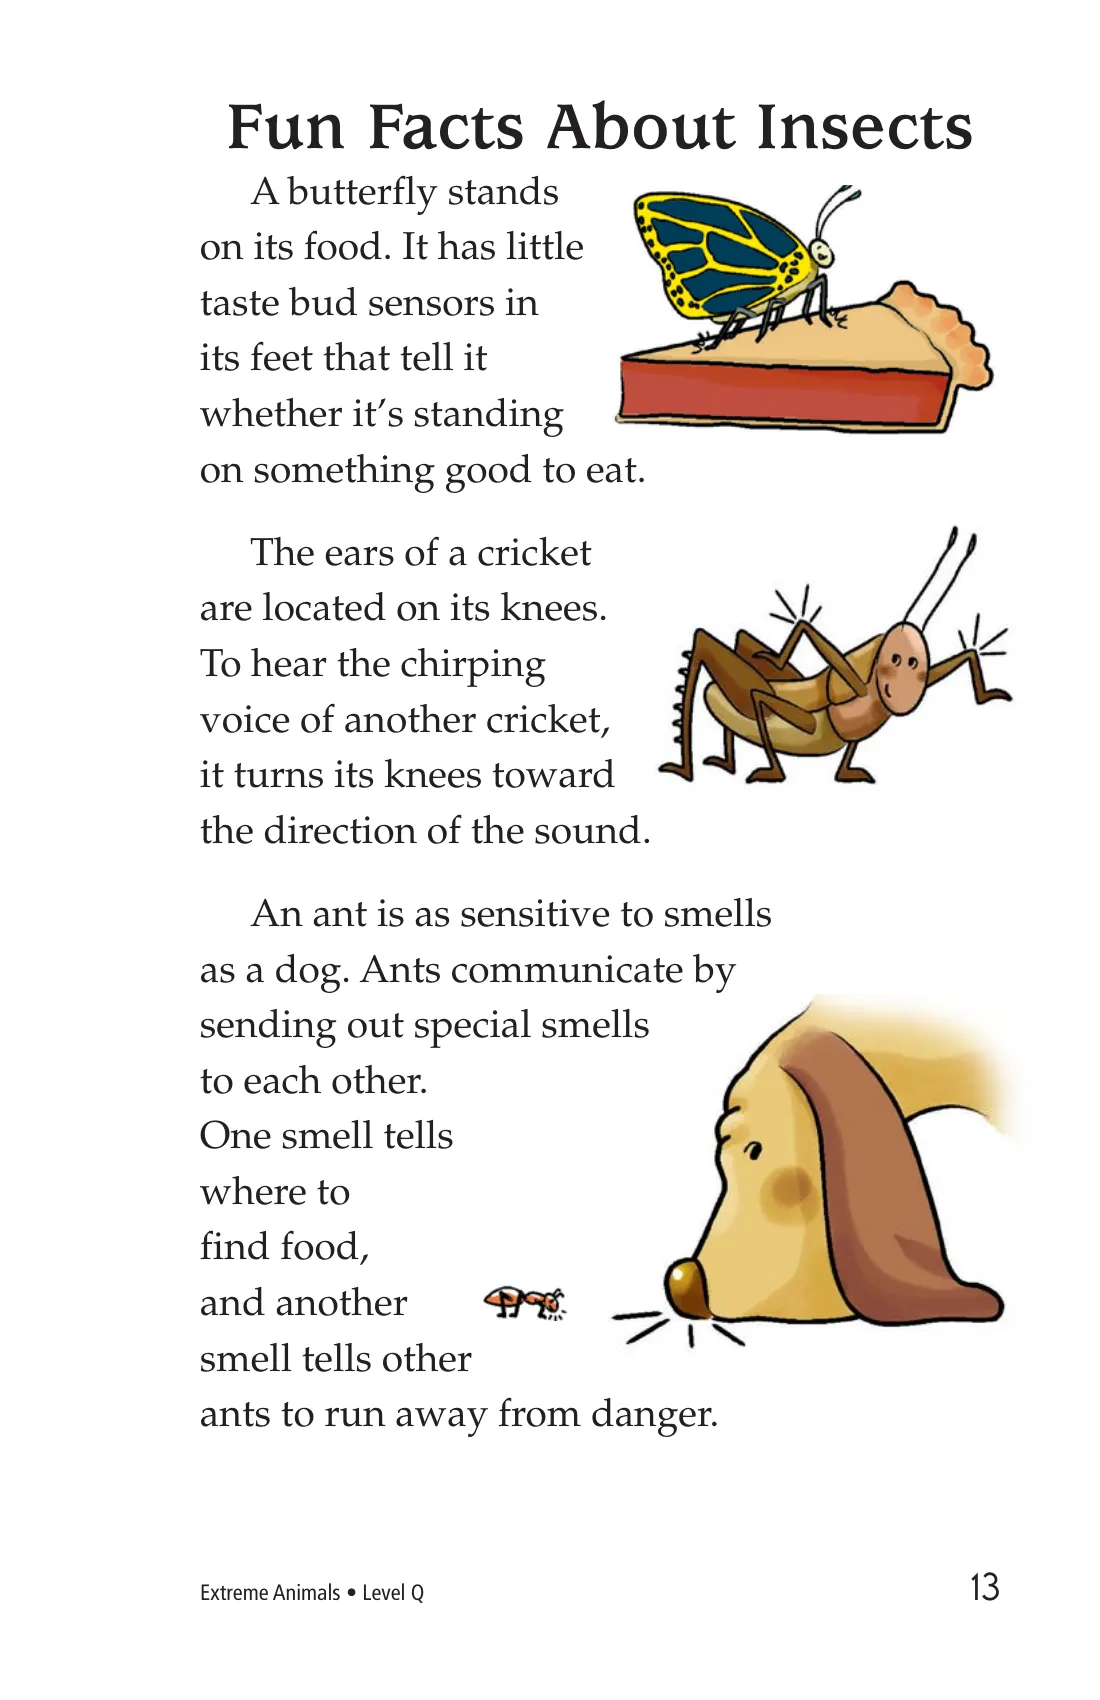 Fun Facts About Insects
A butterfly stands
on its food. It has little
taste bud sensors in
its feet that tell it
whether it’s standing
on something good to eat.
The ears of a cricket
are located on its knees.
To hear the chirping
voice of another cricket,
it turns its knees toward
the direction of the sound.
An ant is as sensitive to smells
as a dog. Ants communicate by
sending out special smells
to each other.
One smell tells
where to
find food,
and another
smell tells other
ants to run away from danger.
Extreme Animals • Level Q
13